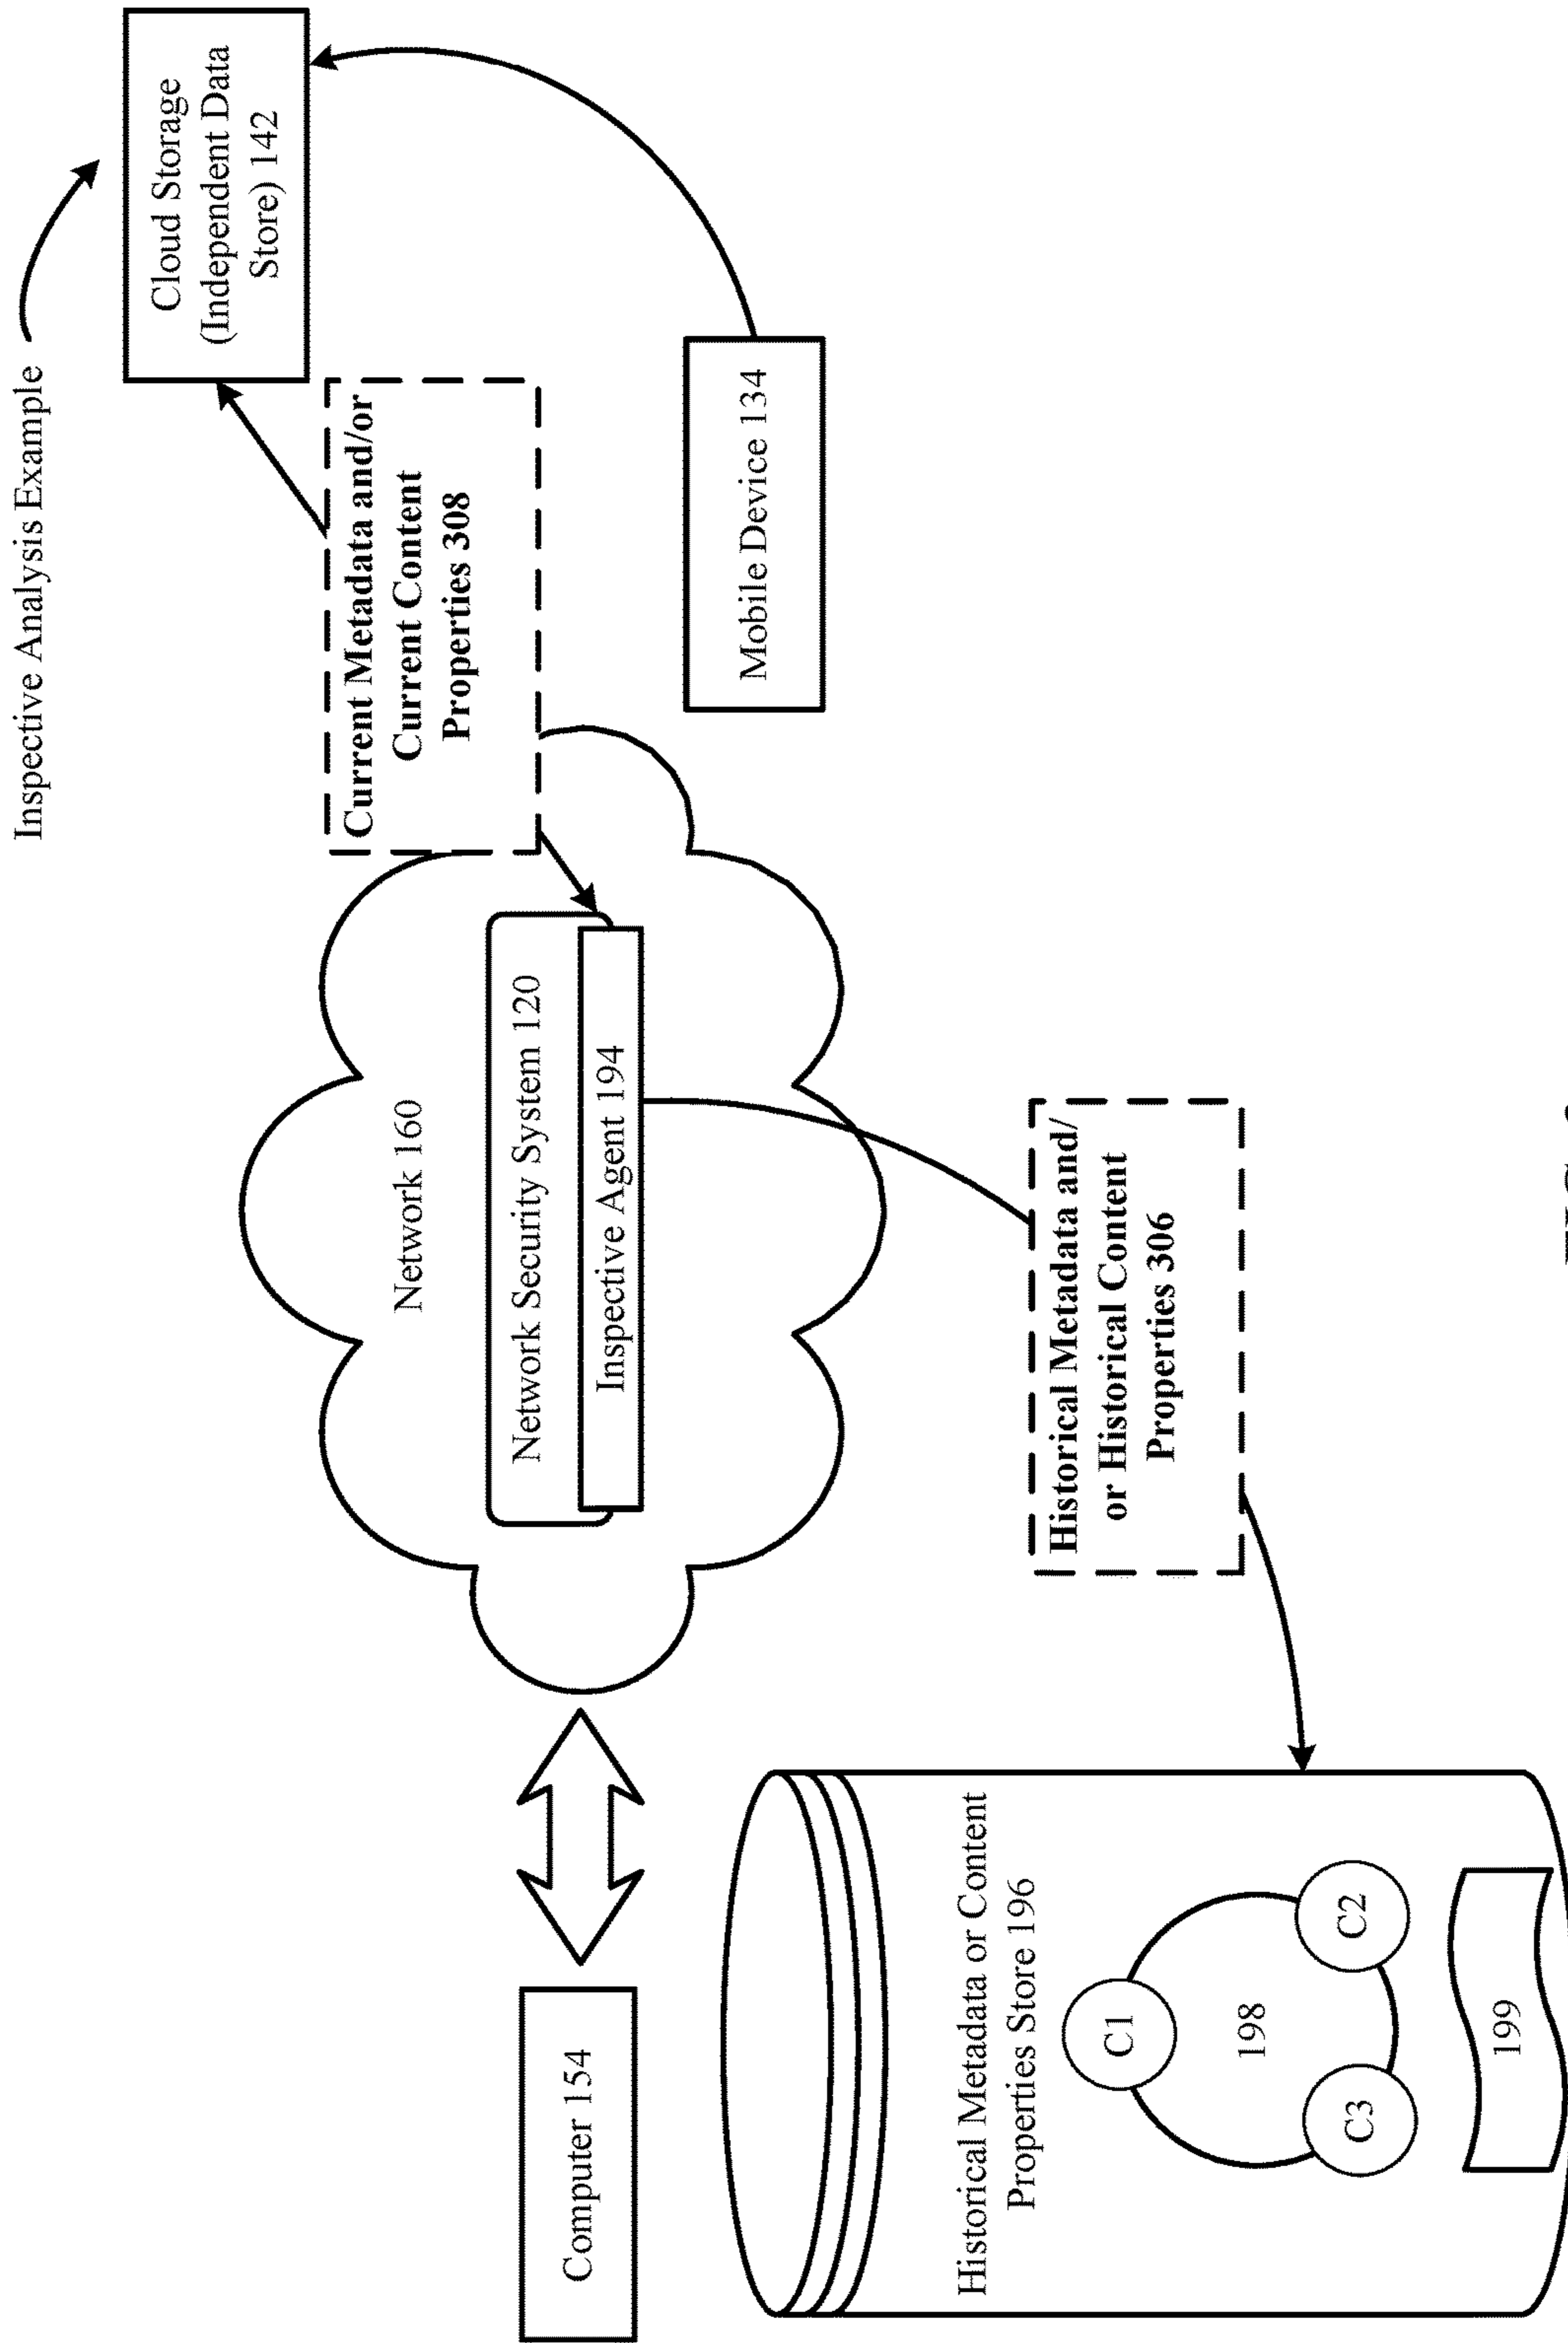 Inspective Analysis Example
Cloud Storage
(Independent Data
Store) 142
Current Metadata and/or
Current Content
Properties 308
Mobile Device 134
Network 160
Network Security System 120
Inspective Agent 194
Historical Metadata and/
or Historical Content
Properties 306
Computer 154
Historical Metadata or Content
Properties Store 196
C1
198
C2
C3
199